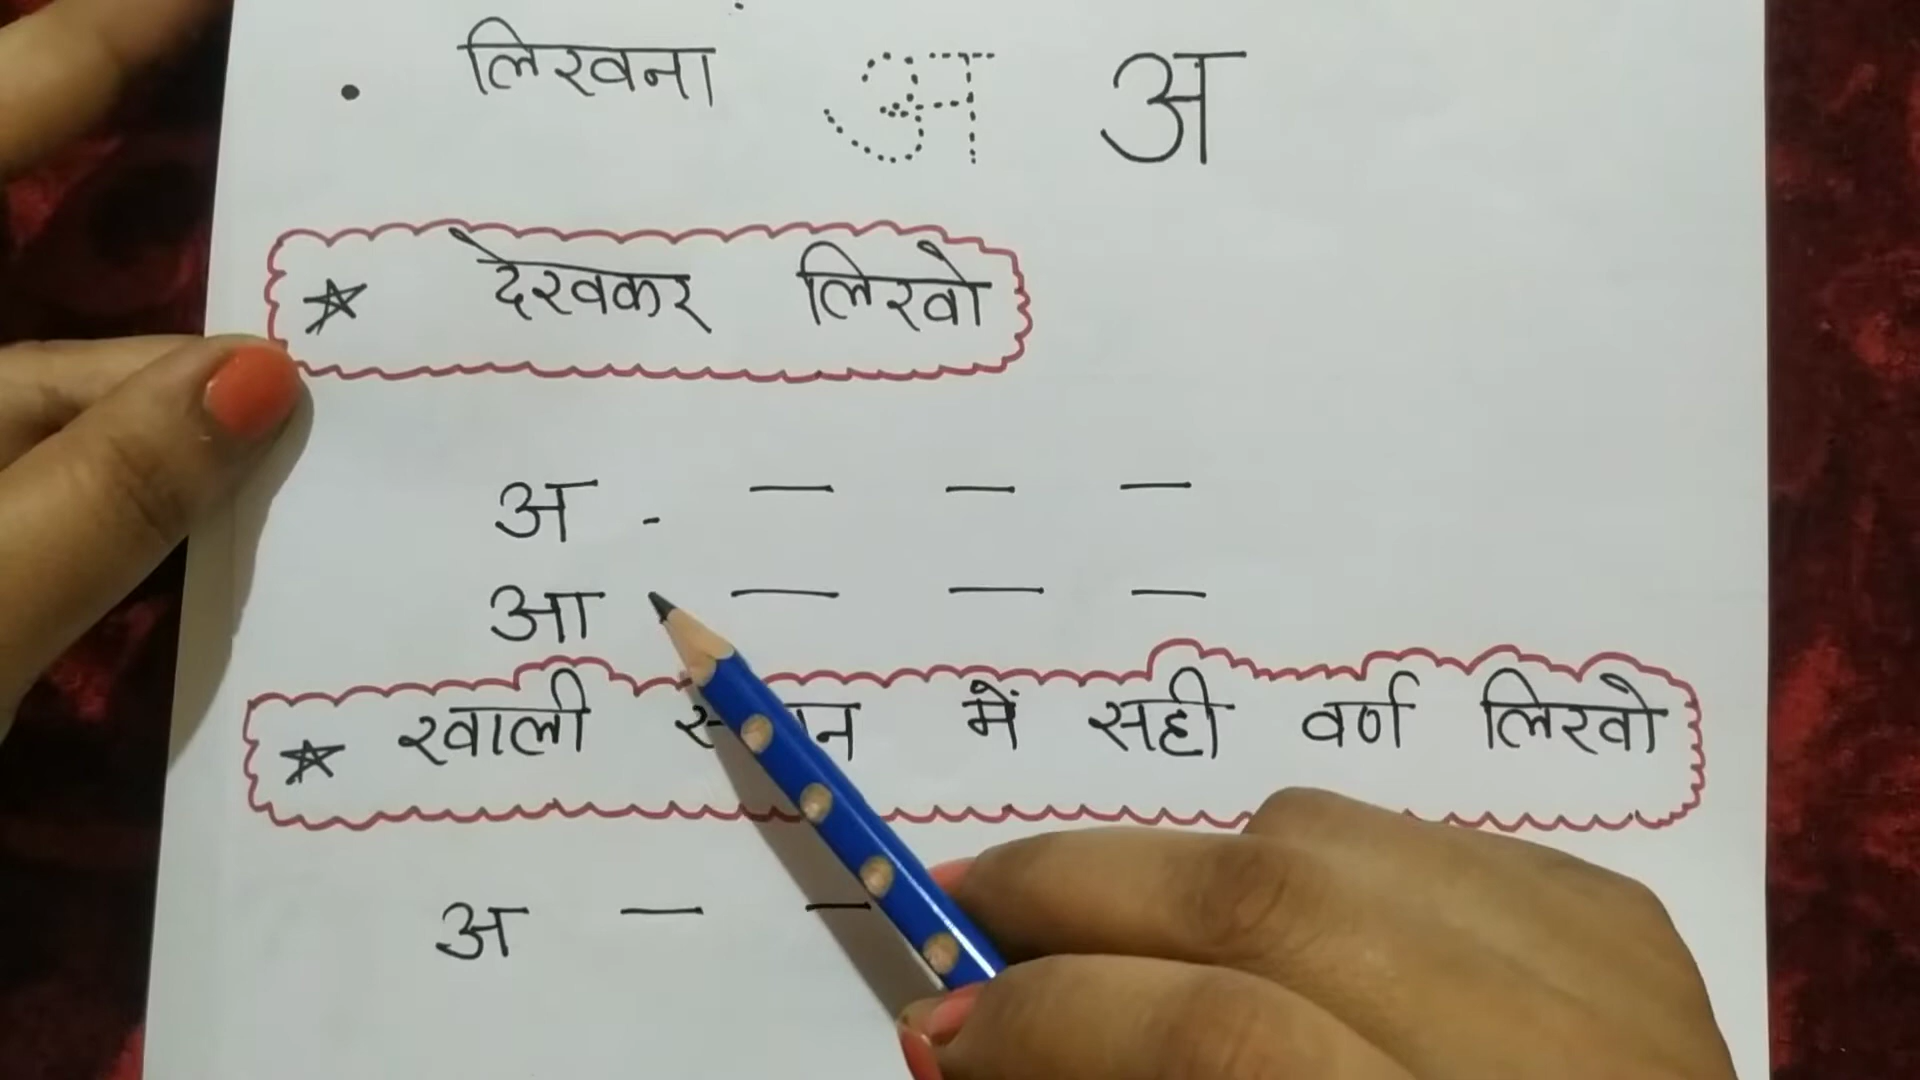 • लिखना अ अ
☆ देखकर लिखो
अ - — — —
आ — — —
☆ खाली में सही वर्ण लिखो
अ — —